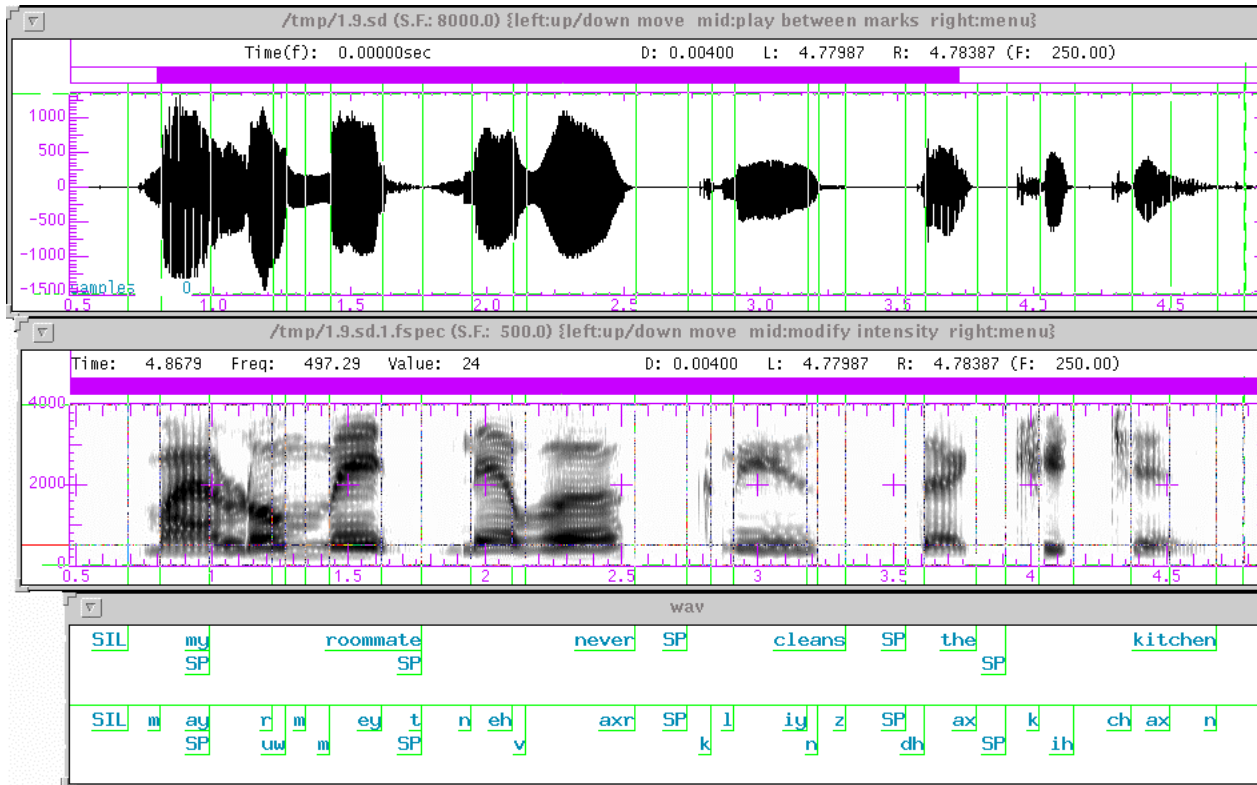 /tmp/1.9.sd (S.F.: 8000.0) {left:up/down move mid:play between marks right:menu}
Time(f): 0.00000sec D: 0.00400 L: 4.77987 R: 4.78387 (F: 250.00)
1000
500
0
-500
-1000
-1500
amples 0
0.5 1.0 1.5 2.0 2.5 3.0 3.5 4.0 4.5
/tmp/1.9.sd.1.fspec (S.F.: 500.0) {left:up/down move mid:modify intensity right:menu}
Time: 4.8679 Freq: 497.29 Value: 24 D: 0.00400 L: 4.77987 R: 4.78387 (F: 250.00)
4000
2000
0
0.5 1 1.5 2 2.5 3 3.5 4 4.5
wav
SIL my roommate never SP cleans SP the kitchen
SP SP SP
SIL m ay r m ey t n eh axr SP l iy z SP ax k ch ax n
SP uw m SP v k n dh SP ih